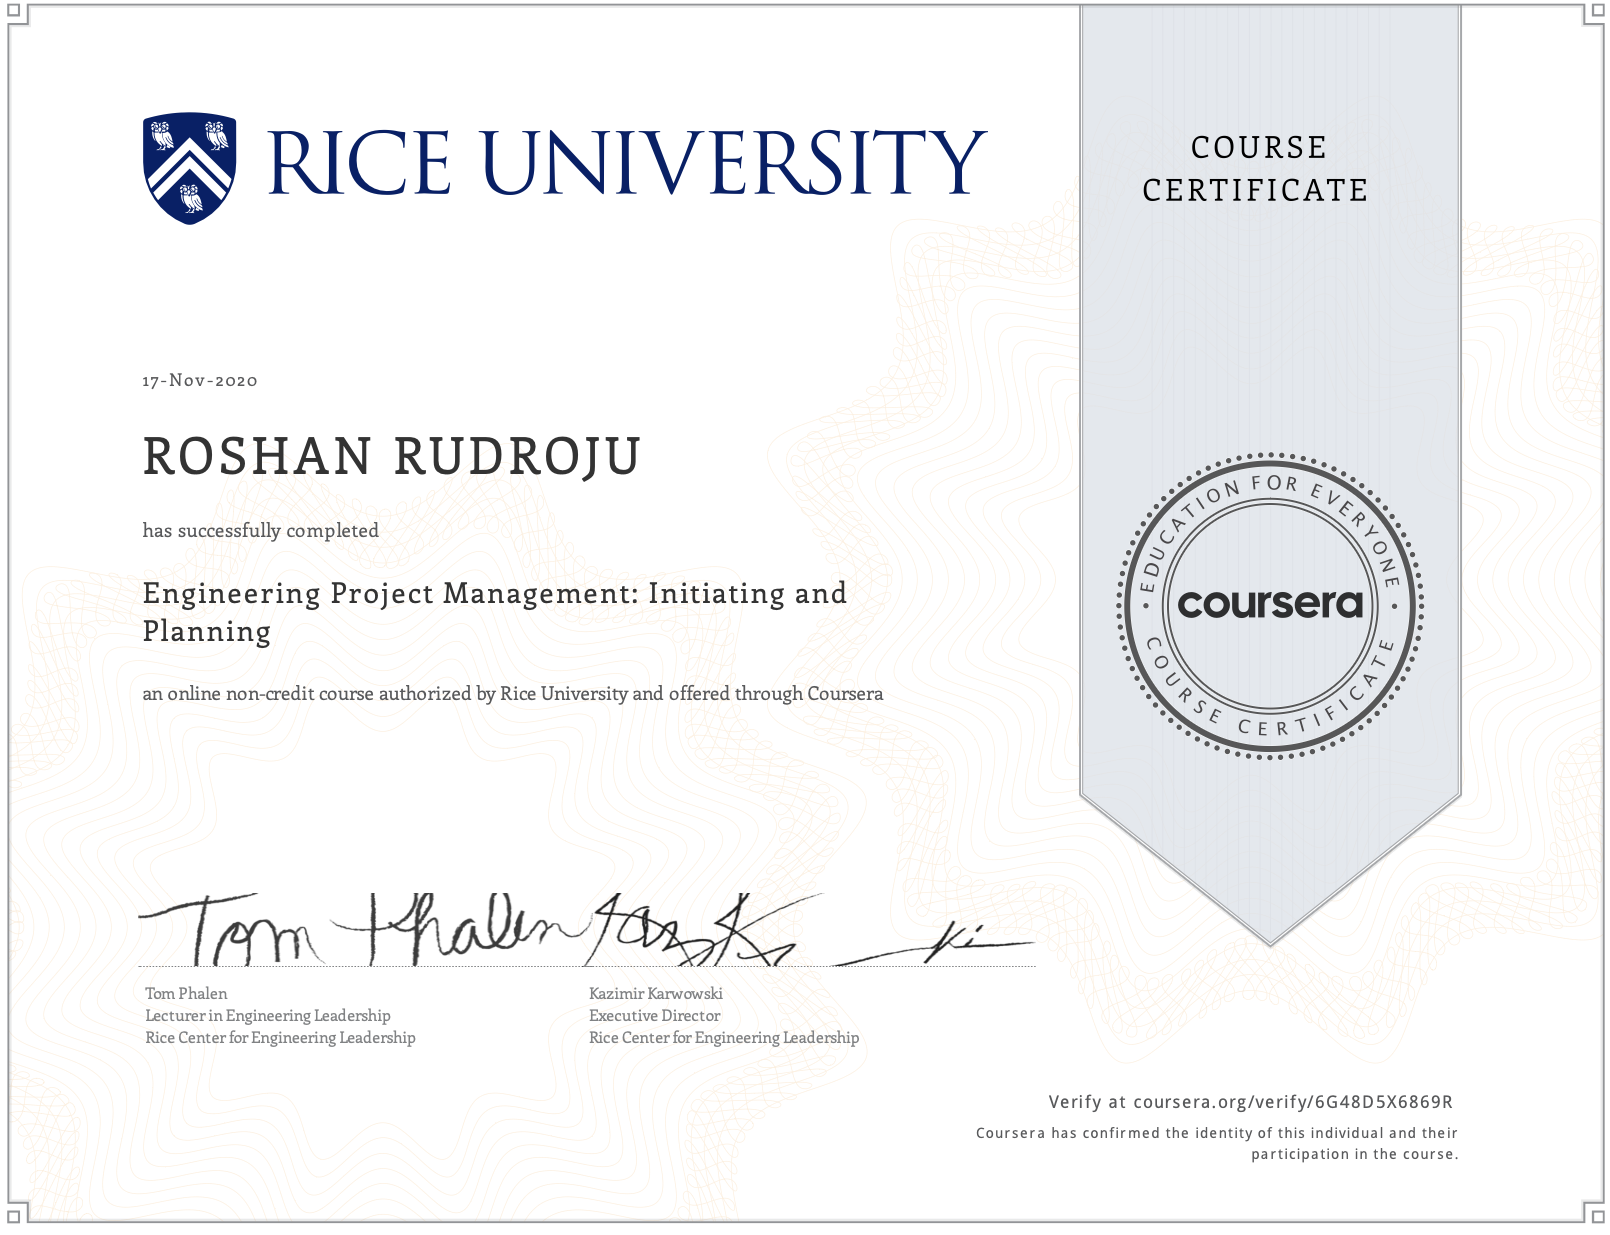 RICE UNIVERSITY
COURSE
CERTIFICATE
17-Nov-2020
ROSHAN RUDROJU
has successfully completed
Engineering Project Management: Initiating and
Planning
an online non-credit course authorized by Rice University and offered through Coursera
EDUCATION FOR EVERYONE
coursera
COURSE CERTIFICATE
Tom Phalen
Tom Phalen
Lecturer in Engineering Leadership
Rice Center for Engineering Leadership
Kazimir Karwowski
Executive Director
Rice Center for Engineering Leadership
Verify at coursera.org/verify/6G48D5X6869R
Coursera has confirmed the identity of this individual and their
participation in the course.